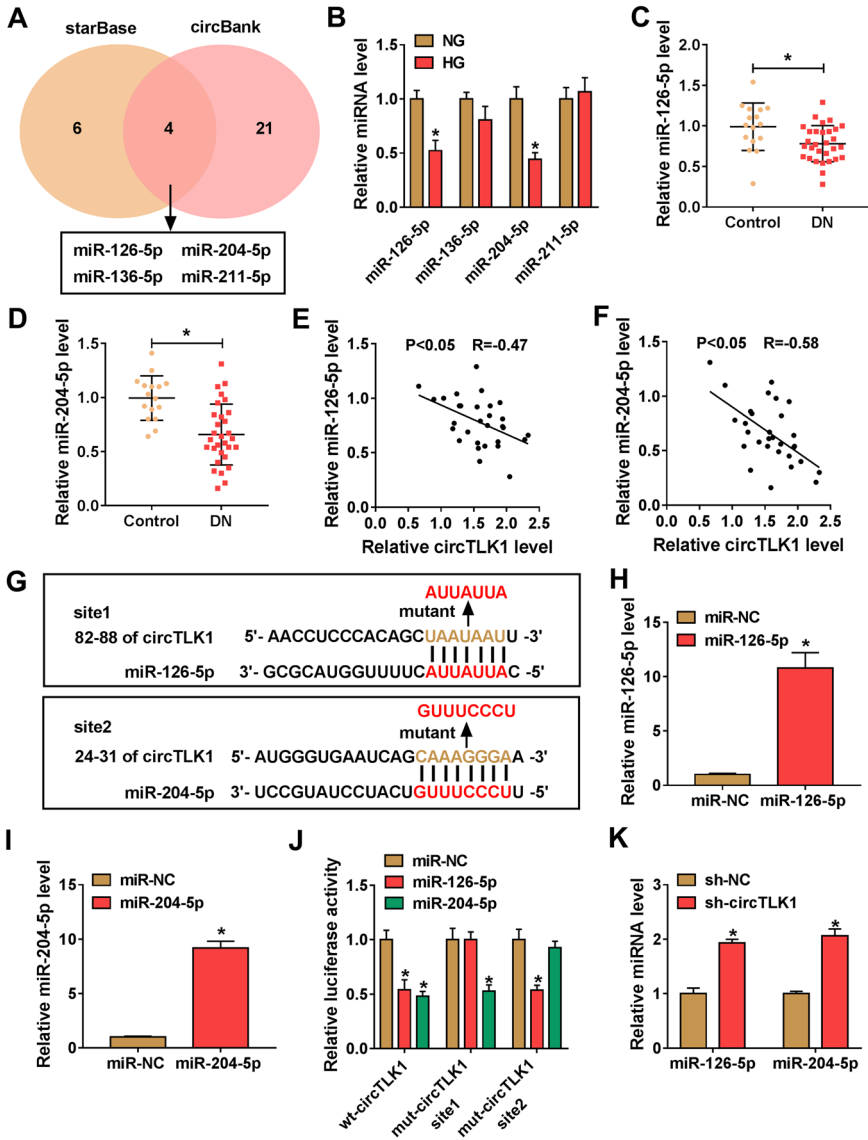 A
starBase
circBank
6
4
21
miR-126-5p miR-204-5p
miR-136-5p miR-211-5p
B
Relative miRNA level
NG
HG
2.0
1.5
1.0
0.5
0.0
*
*
miR-126-5p
miR-136-5p
miR-204-5p
miR-211-5p
C
Relative miR-126-5p level
2.0
1.5
1.0
0.5
0.0
*
Control
DN
D
Relative miR-204-5p level
1.5
1.0
0.5
0.0
*
Control
DN
E
Relative miR-126-5p level
2.0
1.5
1.0
0.5
0.0
P<0.05 R=-0.47
0.0 0.5 1.0 1.5 2.0 2.5
Relative circTLK1 level
F
Relative miR-204-5p level
1.5
1.0
0.5
0.0
P<0.05 R=-0.58
0.0 0.5 1.0 1.5 2.0 2.5
Relative circTLK1 level
G
AUUAUUA
site1
mutant
82-88 of circTLK1 5'- AACCUCCCACAGCUAAUAAUU -3'
miR-126-5p 3'- GCGCAUGGUUUUCAUUAUUAC -5'
GUUUCCCU
site2
mutant
24-31 of circTLK1 5'- AUGGGUGAAUCAGCAAAGGGAA -3'
miR-204-5p 3'- UCCGUAUCCUACUGUUUCCCUU -5'
H
Relative miR-126-5p level
miR-NC
miR-126-5p
15
10
5
0
*
miR-NC
miR-126-5p
I
Relative miR-204-5p level
miR-NC
miR-204-5p
15
10
5
0
*
miR-NC
miR-204-5p
J
Relative luciferase activity
miR-NC
miR-126-5p
miR-204-5p
1.5
1.0
0.5
0.0
*
*
*
*
wt-circTLK1
mut-circTLK1
site1
mut-circTLK1
site2
K
Relative miRNA level
sh-NC
sh-circTLK1
3
2
1
0
*
*
miR-126-5p
miR-204-5p